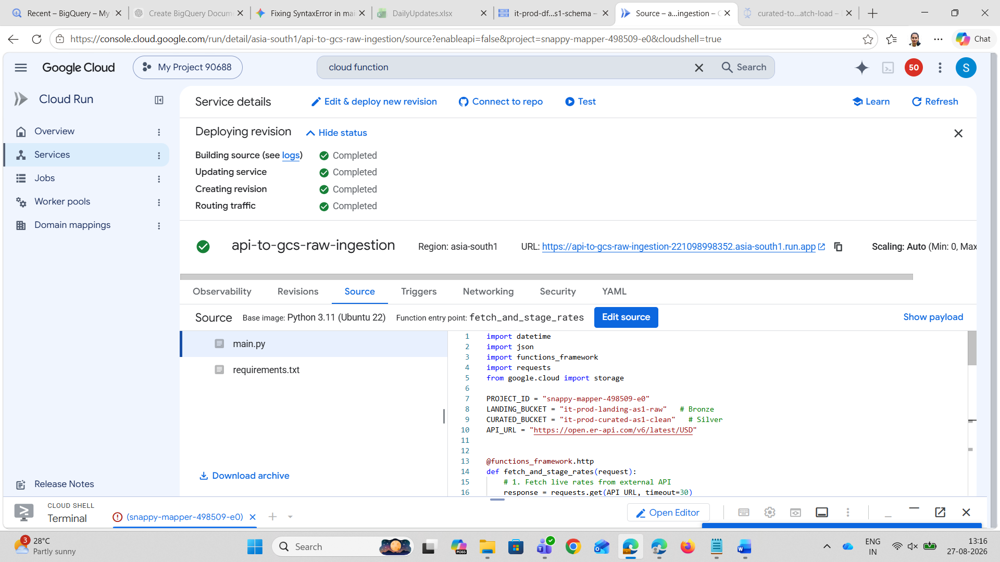 Recent – BigQuery – My
Create BigQuery Docum
Fixing SyntaxError in mai
DailyUpdates.xlsx
it-prod-df...s1-schema –
Source – a...ingestion – C
curated-to...atch-load –
https://console.cloud.google.com/run/detail/asia-south1/api-to-gcs-raw-ingestion/source?enableapi=false&project=snappy-mapper-498509-e0&cloudshell=true
Chat
Google Cloud
My Project 90688
cloud function
Search
50
S
Cloud Run
Service details
Edit & deploy new revision
Connect to repo
Test
Learn
Refresh
Overview
Services
Jobs
Worker pools
Domain mappings
Release Notes
Deploying revision
Hide status
Building source (see logs)
Completed
Updating service
Completed
Creating revision
Completed
Routing traffic
Completed
api-to-gcs-raw-ingestion
Region: asia-south1
URL: https://api-to-gcs-raw-ingestion-221098998352.asia-south1.run.app
Scaling: Auto (Min: 0, Max
Observability
Revisions
Source
Triggers
Networking
Security
YAML
Source
Base image: Python 3.11 (Ubuntu 22)
Function entry point: fetch_and_stage_rates
Edit source
Show payload
main.py
requirements.txt
Download archive
1 import datetime
2 import json
3 import functions_framework
4 import requests
5 from google.cloud import storage
6
7 PROJECT_ID = "snappy-mapper-498509-e0"
8 LANDING_BUCKET = "it-prod-landing-as1-raw"   # Bronze
9 CURATED_BUCKET = "it-prod-curated-as1-clean"   # Silver
10 API_URL = "https://open.er-api.com/v6/latest/USD"
11
12
13 @functions_framework.http
14 def fetch_and_stage_rates(request):
15     # 1. Fetch live rates from external API
16     response = requests.get(API_URL, timeout=30)
CLOUD SHELL
Terminal
(snappy-mapper-498509-e0)
Open Editor
3
28°C
Partly sunny
Search
M365
ENG
IN
13:16
27-08-2026